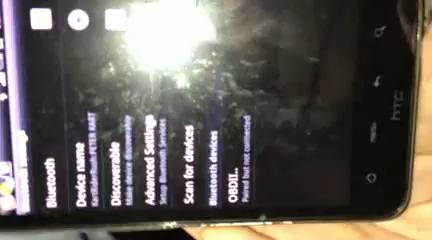 Bluetooth
Device name
Discoverable
Make device discoverable
Advanced Settings
Setup Bluetooth Services
Scan for devices
Bluetooth devices
OBDII..
Paired but not connected
menu
hTC